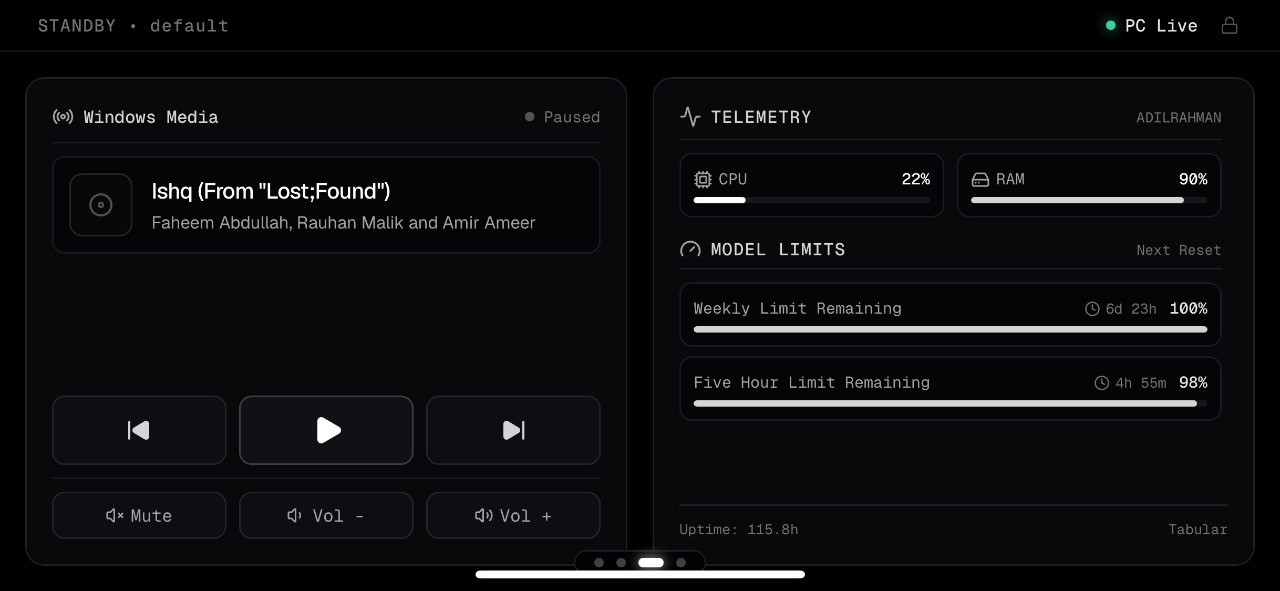 STANDBY • default
PC Live
Windows Media
Paused
Ishq (From "Lost;Found")
Faheem Abdullah, Rauhan Malik and Amir Ameer
Mute
Vol -
Vol +
TELEMETRY
ADILRAHMAN
CPU 22%
RAM 90%
MODEL LIMITS
Next Reset
Weekly Limit Remaining 6d 23h 100%
Five Hour Limit Remaining 4h 55m 98%
Uptime: 115.8h
Tabular